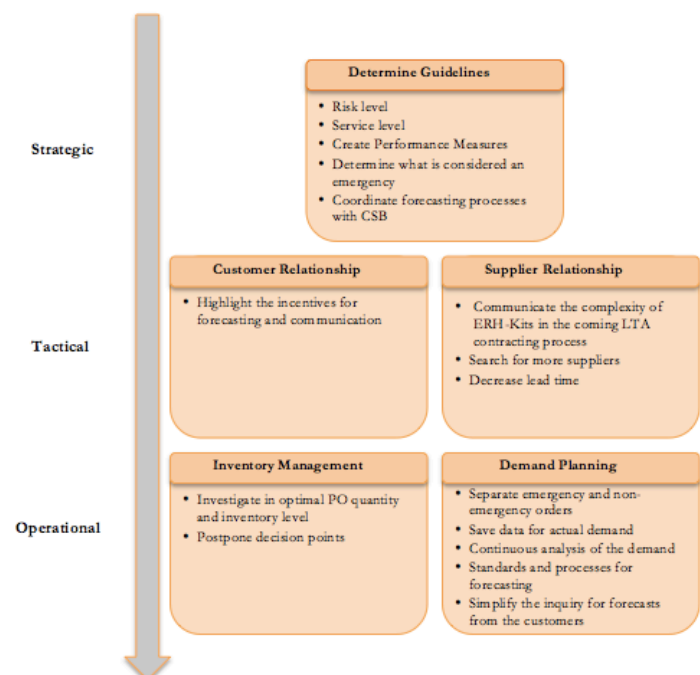 Determine Guidelines
• Risk level
• Service level
• Create Performance Measures
• Determine what is considered an
emergency
• Coordinate forecasting processes
with CSB
Strategic
Customer Relationship
• Highlight the incentives for
forecasting and communication
Supplier Relationship
• Communicate the complexity of
ERH-Kits in the coming LTA
contracting process
• Search for more suppliers
• Decrease lead time
Tactical
Inventory Management
• Investigate in optimal PO quantity
and inventory level
• Postpone decision points
Demand Planning
• Separate emergency and non-
emergency orders
• Save data for actual demand
• Continuous analysis of the demand
• Standards and processes for
forecasting
• Simplify the inquiry for forecasts
from the customers
Operational